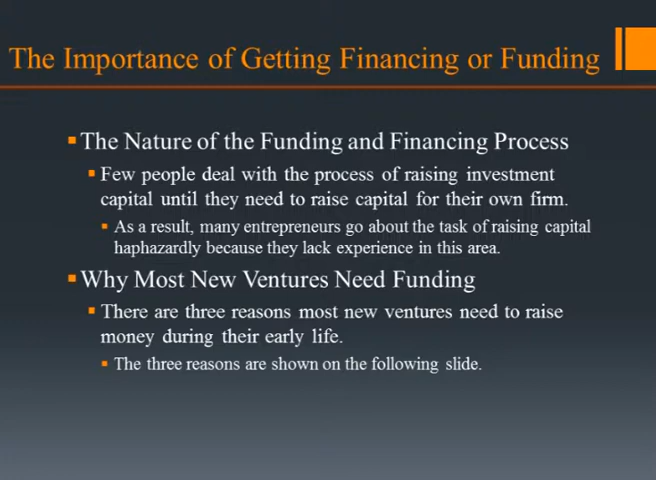 The Importance of Getting Financing or Funding
The Nature of the Funding and Financing Process
Few people deal with the process of raising investment
capital until they need to raise capital for their own firm.
As a result, many entrepreneurs go about the task of raising capital
haphazardly because they lack experience in this area.
Why Most New Ventures Need Funding
There are three reasons most new ventures need to raise
money during their early life.
The three reasons are shown on the following slide.